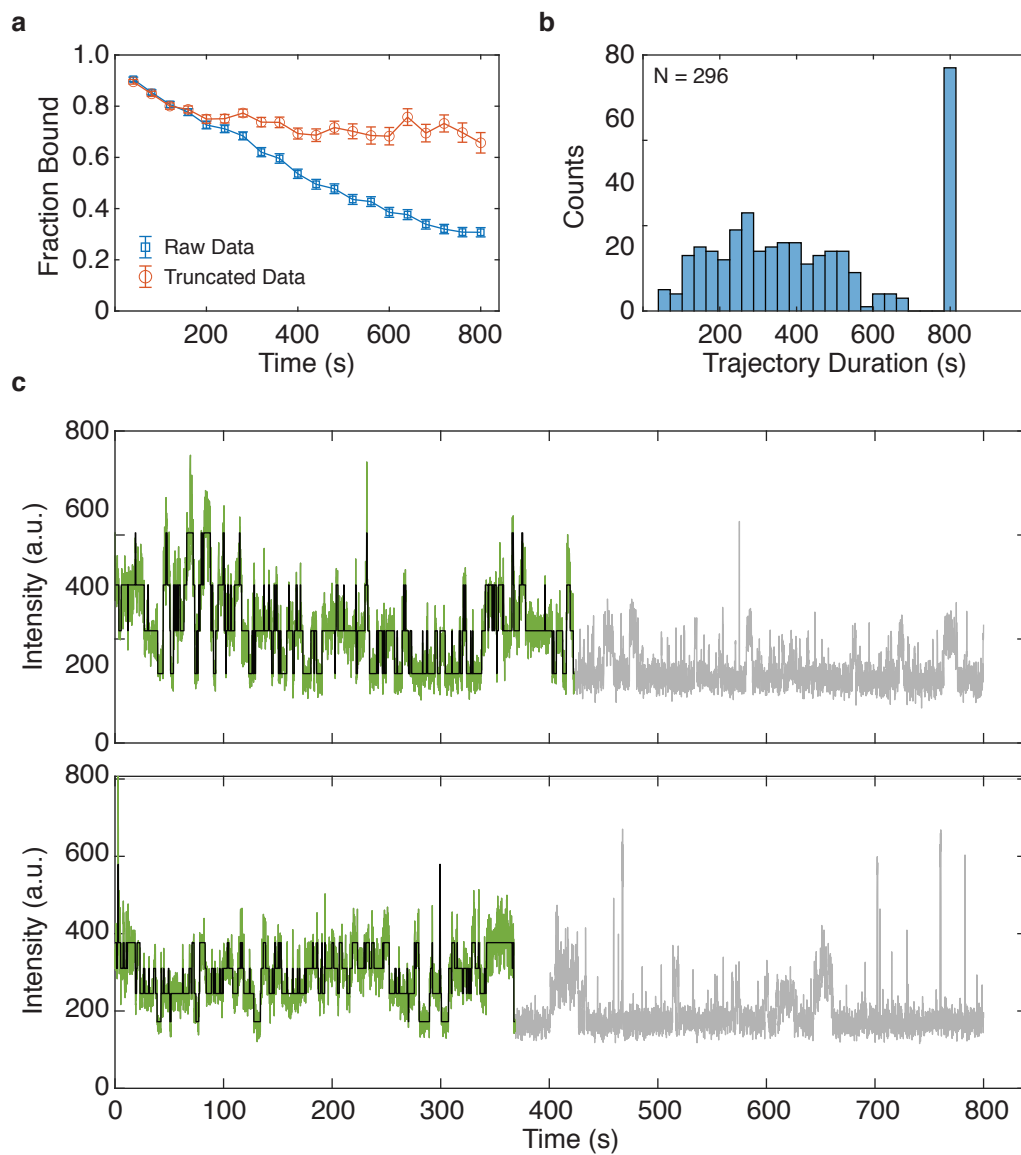 a
1.0
0.8
0.6
0.4
0.2
0
Fraction Bound
Raw Data
Truncated Data
200
400
600
800
Time (s)
b
N = 296
80
60
40
20
0
Counts
200
400
600
800
Trajectory Duration (s)
c
800
600
400
200
0
Intensity (a.u.)
800
600
400
200
0
Intensity (a.u.)
0
100
200
300
400
500
600
700
800
Time (s)